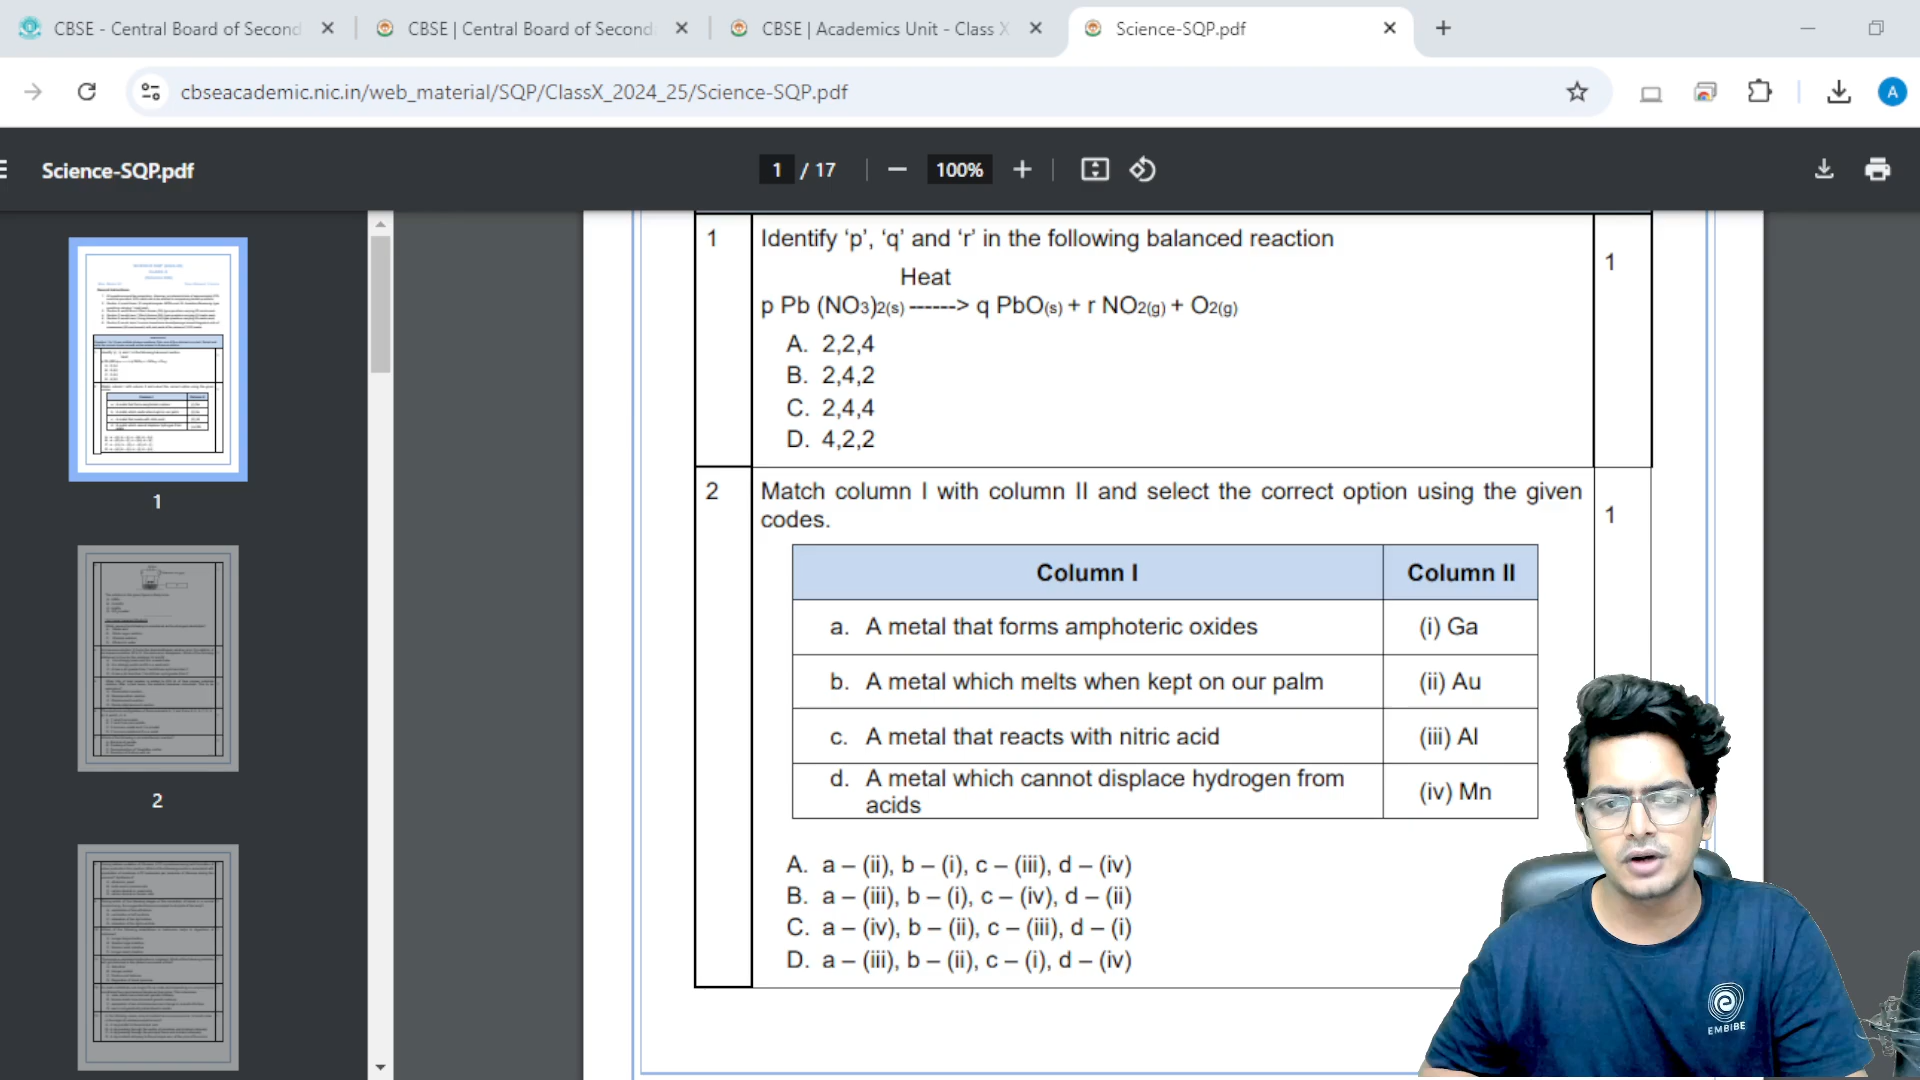 CBSE - Central Board of Second
CBSE | Central Board of Second
CBSE | Academics Unit - Class X
Science-SQP.pdf
cbseacademic.nic.in/web_material/SQP/ClassX_2024_25/Science-SQP.pdf
A
Science-SQP.pdf
1 / 17
100%
1
2
1 Identify ‘p’, ‘q’ and ‘r’ in the following balanced reaction 1
Heat
p Pb (NO3)2(s) ------> q PbO(s) + r NO2(g) + O2(g)
A. 2,2,4
B. 2,4,2
C. 2,4,4
D. 4,2,2
2 Match column I with column II and select the correct option using the given 1
codes.
Column I Column II
a. A metal that forms amphoteric oxides (i) Ga
b. A metal which melts when kept on our palm (ii) Au
c. A metal that reacts with nitric acid (iii) Al
d. A metal which cannot displace hydrogen from (iv) Mn
acids
A. a – (ii), b – (i), c – (iii), d – (iv)
B. a – (iii), b – (i), c – (iv), d – (ii)
C. a – (iv), b – (ii), c – (iii), d – (i)
D. a – (iii), b – (ii), c – (i), d – (iv)
EMBIBE